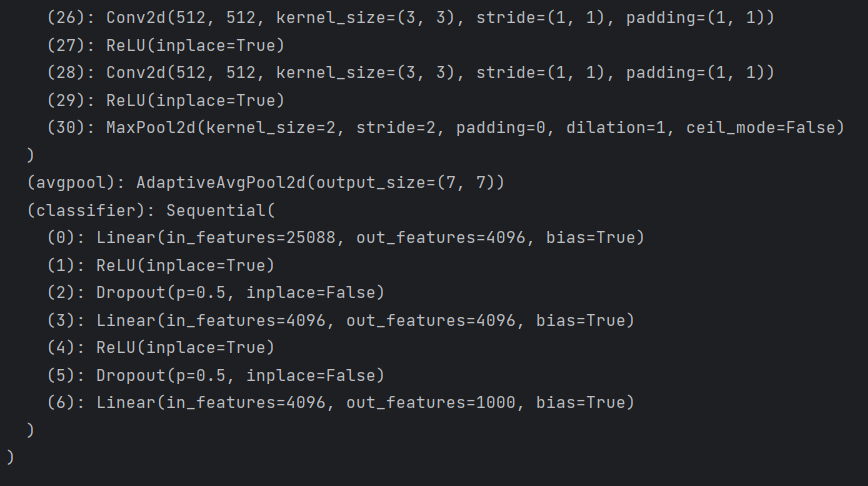 (26): Conv2d(512, 512, kernel_size=(3, 3), stride=(1, 1), padding=(1, 1))
(27): ReLU(inplace=True)
(28): Conv2d(512, 512, kernel_size=(3, 3), stride=(1, 1), padding=(1, 1))
(29): ReLU(inplace=True)
(30): MaxPool2d(kernel_size=2, stride=2, padding=0, dilation=1, ceil_mode=False)
)
(avgpool): AdaptiveAvgPool2d(output_size=(7, 7))
(classifier): Sequential(
(0): Linear(in_features=25088, out_features=4096, bias=True)
(1): ReLU(inplace=True)
(2): Dropout(p=0.5, inplace=False)
(3): Linear(in_features=4096, out_features=4096, bias=True)
(4): ReLU(inplace=True)
(5): Dropout(p=0.5, inplace=False)
(6): Linear(in_features=4096, out_features=1000, bias=True)
)
)